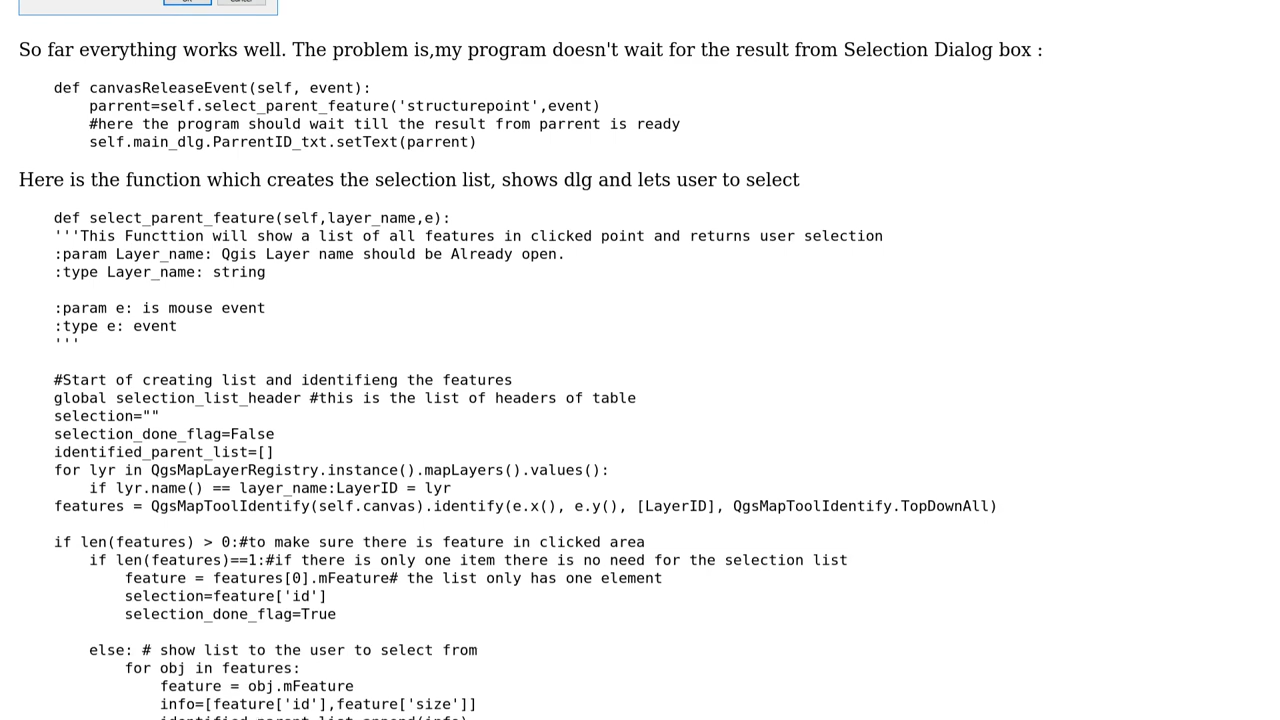 So far everything works well. The problem is,my program doesn't wait for the result from Selection Dialog box :
def canvasReleaseEvent(self, event):
parrent=self.select_parent_feature('structurepoint',event)
#here the program should wait till the result from parrent is ready
self.main_dlg.ParentID_txt.setText(parrent)
Here is the function which creates the selection list, shows dlg and lets user to select
def select_parent_feature(self,layer_name,e):
'''This Functtion will show a list of all features in clicked point and returns user selection
:param Layer_name: Qgis Layer name should be Already open.
:type Layer_name: string
:param e: is mouse event
:type e: event
'''
#Start of creating list and identifieng the features
global selection_list_header #this is the list of headers of table
selection=""
selection_done_flag=False
identified_parent_list=[]
for lyr in QgsMapLayerRegistry.instance().mapLayers().values():
if lyr.name() == layer_name:LayerID = lyr
features = QgsMapToolIdentify(self.canvas).identify(e.x(), e.y(), [LayerID], QgsMapToolIdentify.TopDownAll)
if len(features) > 0:#to make sure there is feature in clicked area
if len(features)==1:#if there is only one item there is no need for the selection list
feature = features[0].mFeature# the list only has one element
selection=feature['id']
selection_done_flag=True
else: # show list to the user to select from
for obj in features:
feature = obj.mFeature
info=[feature['id'],feature['size']]